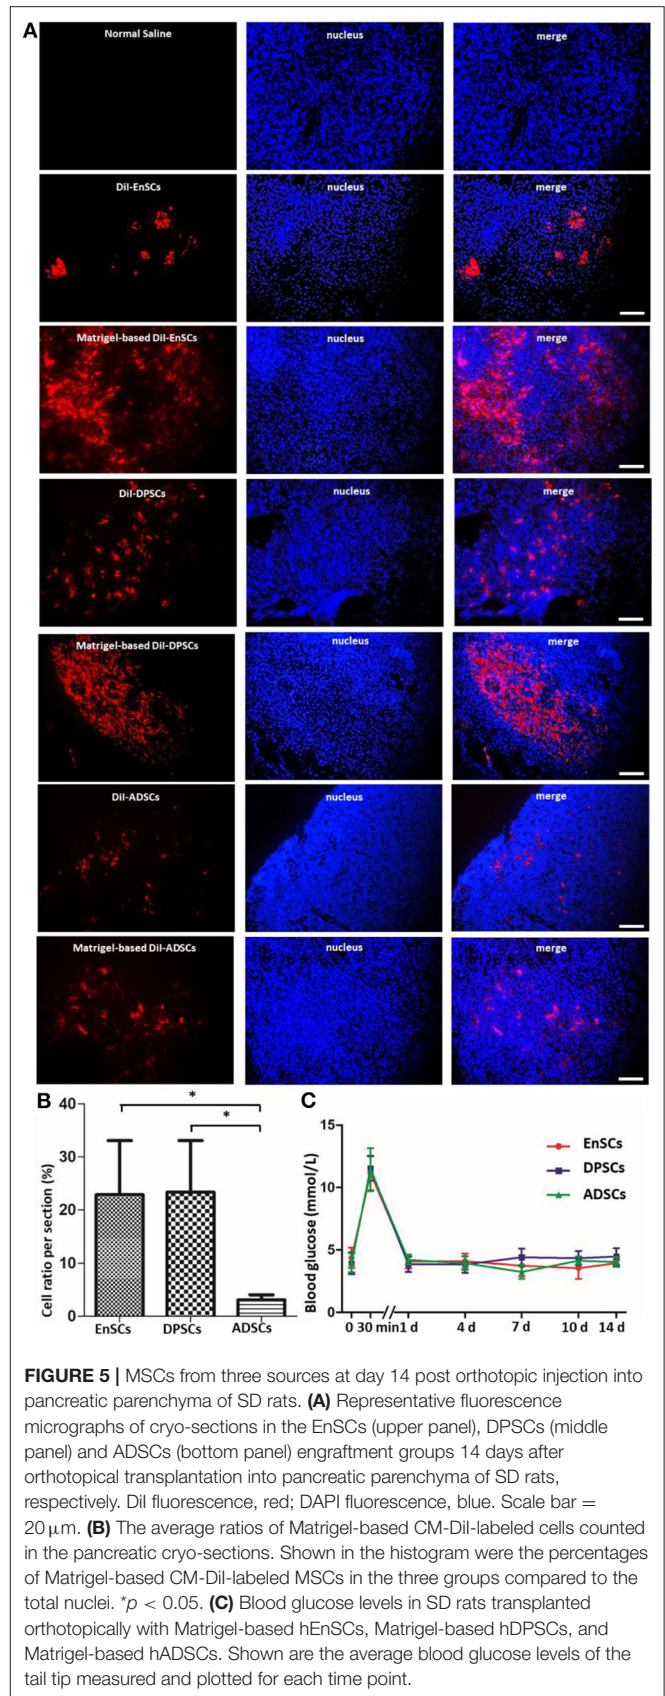 A
Normal Saline
nucleus
merge
DiI-EnSCs
nucleus
merge
Matrigel-based DiI-EnSCs
nucleus
merge
DiI-DPSCs
nucleus
merge
Matrigel-based DiI-DPSCs
nucleus
merge
DiI-ADSCs
nucleus
merge
Matrigel-based DiI-ADSCs
nucleus
merge
B
Cell ratio per section (%)
40
30
20
10
0
*
*
EnSCs DPSCs ADSCs
C
Blood glucose (mmol/L)
15
10
5
0
EnSCs
DPSCs
ADSCs
0 30 min 1 d 4 d 7 d 10 d 14 d
FIGURE 5 | MSCs from three sources at day 14 post orthotopic injection into
pancreatic parenchyma of SD rats. (A) Representative fluorescence
micrographs of cryo-sections in the EnSCs (upper panel), DPSCs (middle
panel) and ADSCs (bottom panel) engraftment groups 14 days after
orthotopical transplantation into pancreatic parenchyma of SD rats,
respectively. DiI fluorescence, red; DAPI fluorescence, blue. Scale bar =
20 μm. (B) The average ratios of Matrigel-based CM-DiI-labeled cells counted
in the pancreatic cryo-sections. Shown in the histogram were the percentages
of Matrigel-based CM-DiI-labeled MSCs in the three groups compared to the
total nuclei. *p < 0.05. (C) Blood glucose levels in SD rats transplanted
orthotopically with Matrigel-based hEnSCs, Matrigel-based hDPSCs, and
Matrigel-based hADSCs. Shown are the average blood glucose levels of the
tail tip measured and plotted for each time point.